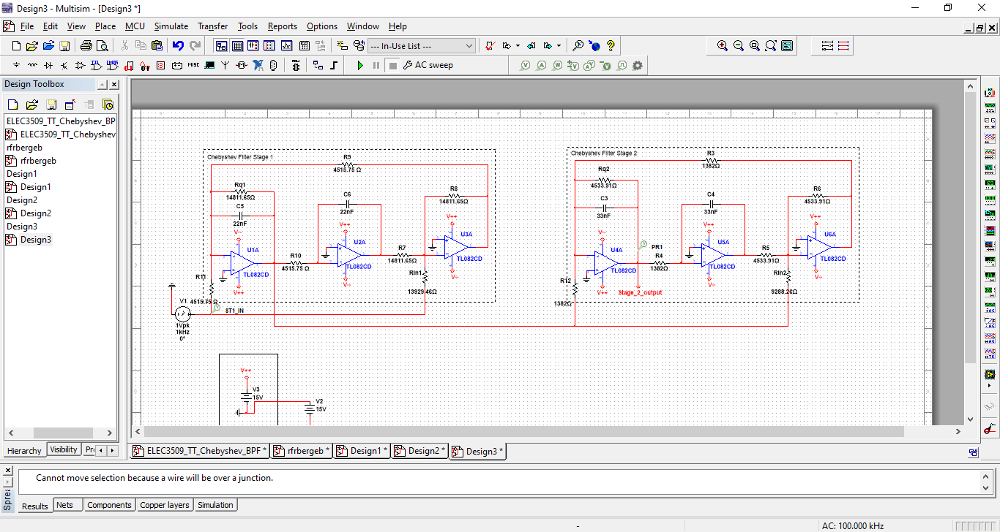 Design3 - Multisim - [Design3 *]
File Edit View Place MCU Simulate Transfer Tools Reports Options Window Help
--- In-Use List ---
AC sweep
Design Toolbox
ELEC3509_TT_Chebyshev_BP
ELEC3509_TT_Chebyshev
rfrbergeb
rfrbergeb
Design1
Design1
Design2
Design2
Design3
Design3
Hierarchy Visibility Pr
Chebyshev Filter Stage 1
R9
4515.75 Ω
Rq1
14811.65Ω
C5
22nF
C6
22nF
R8
14811.65Ω
V--
U1A
TL082CD
V++
R10
4515.75 Ω
V++
U2A
TL082CD
V--
R7
14811.65Ω
V++
U3A
TL082CD
V--
Rin1
13929.46Ω
R11
4515.75 Ω
V1
1Vpk
1kHz
0°
ST1_IN
Chebyshev Filter Stage 2
R3
1382Ω
Rq2
4533.91Ω
C3
33nF
C4
33nF
R6
4533.91Ω
V--
U4A
TL082CD
V++
PR1
R4
1382Ω
Stage_2_output
V++
U5A
TL082CD
V--
R5
4533.91Ω
V++
U6A
TL082CD
V--
Rin2
9288.26Ω
R12
1382Ω
V++
V3
15V
V2
15V
ELEC3509_TT_Chebyshev_BPF * rfrbergeb * Design1 * Design2 * Design3 *
Cannot move selection because a wire will be over a junction.
Results Nets Components Copper layers Simulation
AC: 100.000 kHz